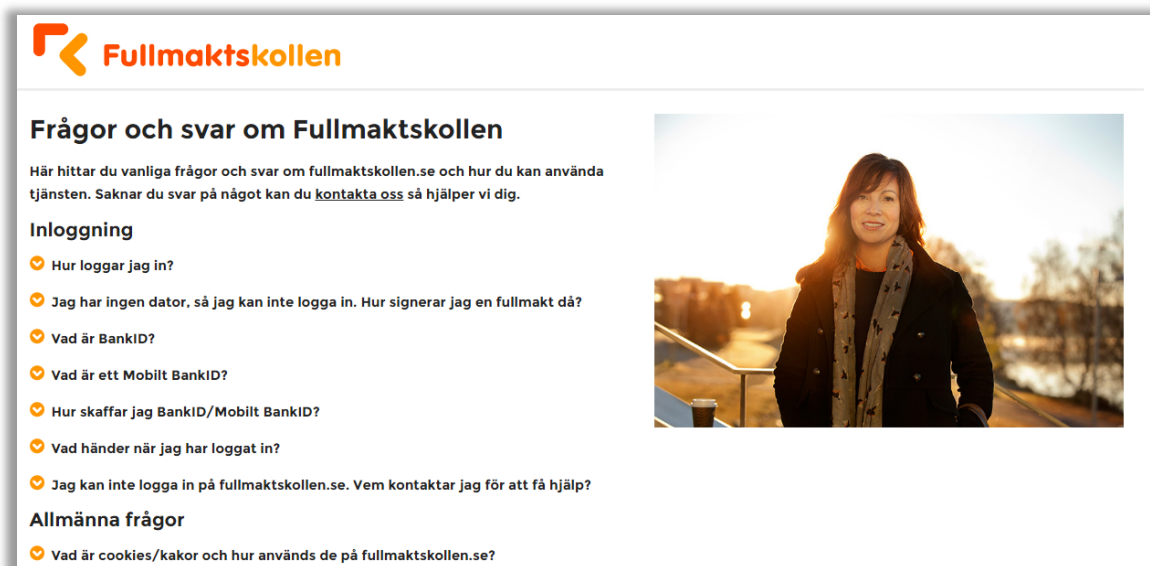 Fullmaktskollen
Frågor och svar om Fullmaktskollen
Här hittar du vanliga frågor och svar om fullmaktskollen.se och hur du kan använda
tjänsten. Saknar du svar på något kan du kontakta oss så hjälper vi dig.
Inloggning
Hur loggar jag in?
Jag har ingen dator, så jag kan inte logga in. Hur signerar jag en fullmakt då?
Vad är BankID?
Vad är ett Mobilt BankID?
Hur skaffar jag BankID/Mobilt BankID?
Vad händer när jag har loggat in?
Jag kan inte logga in på fullmaktskollen.se. Vem kontaktar jag för att få hjälp?
Allmänna frågor
Vad är cookies/kakor och hur används de på fullmaktskollen.se?